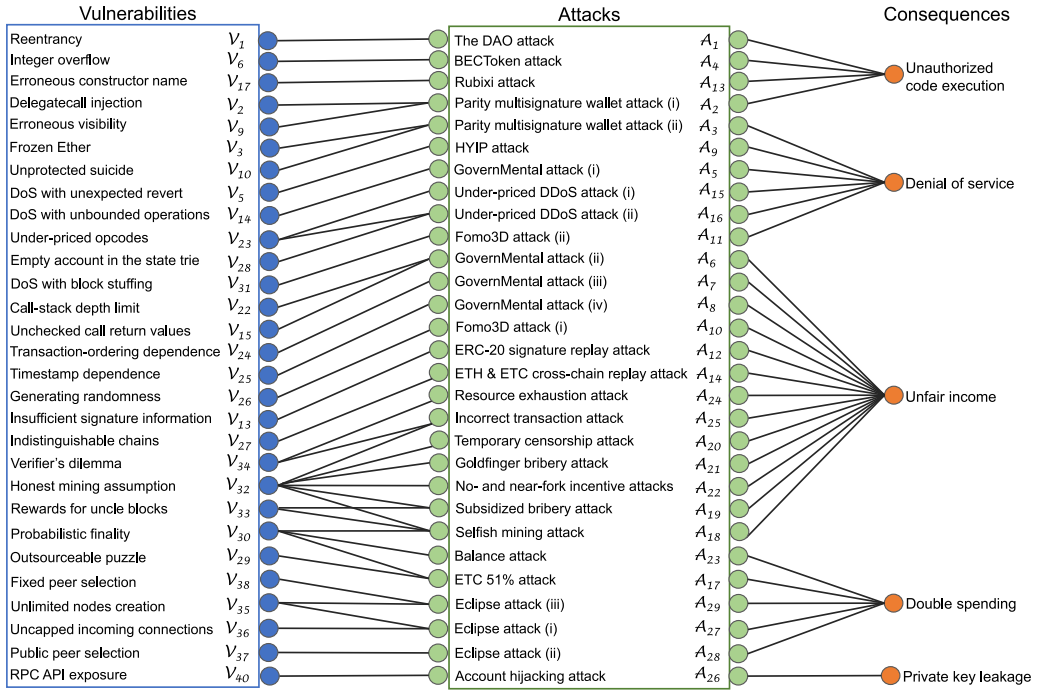 Vulnerabilities Attacks Consequences
Reentrancy V1 The DAO attack A1
Integer overflow V6 BECToken attack A4
Erroneous constructor name V17 Rubixi attack A13
Delegatecall injection V2 Parity multisignature wallet attack (i) A2
Erroneous visibility V9 Parity multisignature wallet attack (ii) A3
Frozen Ether V3 HYIP attack A9
Unprotected suicide V10 GovernMental attack (i) A5
DoS with unexpected revert V5 Under-priced DDoS attack (i) A15
DoS with unbounded operations V14 Under-priced DDoS attack (ii) A16
Under-priced opcodes V23 Fomo3D attack (ii) A11
Empty account in the state trie V28 GovernMental attack (ii) A6
DoS with block stuffing V31 GovernMental attack (iii) A7
Call-stack depth limit V22 GovernMental attack (iv) A8
Unchecked call return values V15 Fomo3D attack (i) A10
Transaction-ordering dependence V24 ERC-20 signature replay attack A12
Timestamp dependence V25 ETH & ETC cross-chain replay attack A14
Generating randomness V26 Resource exhaustion attack A24
Insufficient signature information V13 Incorrect transaction attack A25
Indistinguishable chains V27 Temporary censorship attack A20
Verifier's dilemma V34 Goldfinger bribery attack A21
Honest mining assumption V32 No- and near-fork incentive attacks A22
Rewards for uncle blocks V33 Subsidized bribery attack A19
Probabilistic finality V30 Selfish mining attack A18
Outsourceable puzzle V29 Balance attack A23
Fixed peer selection V38 ETC 51% attack A17
Unlimited nodes creation V35 Eclipse attack (iii) A29
Uncapped incoming connections V36 Eclipse attack (i) A27
Public peer selection V37 Eclipse attack (ii) A28
RPC API exposure V40 Account hijacking attack A26
Unauthorized
code execution
Denial of service
Unfair income
Double spending
Private key leakage